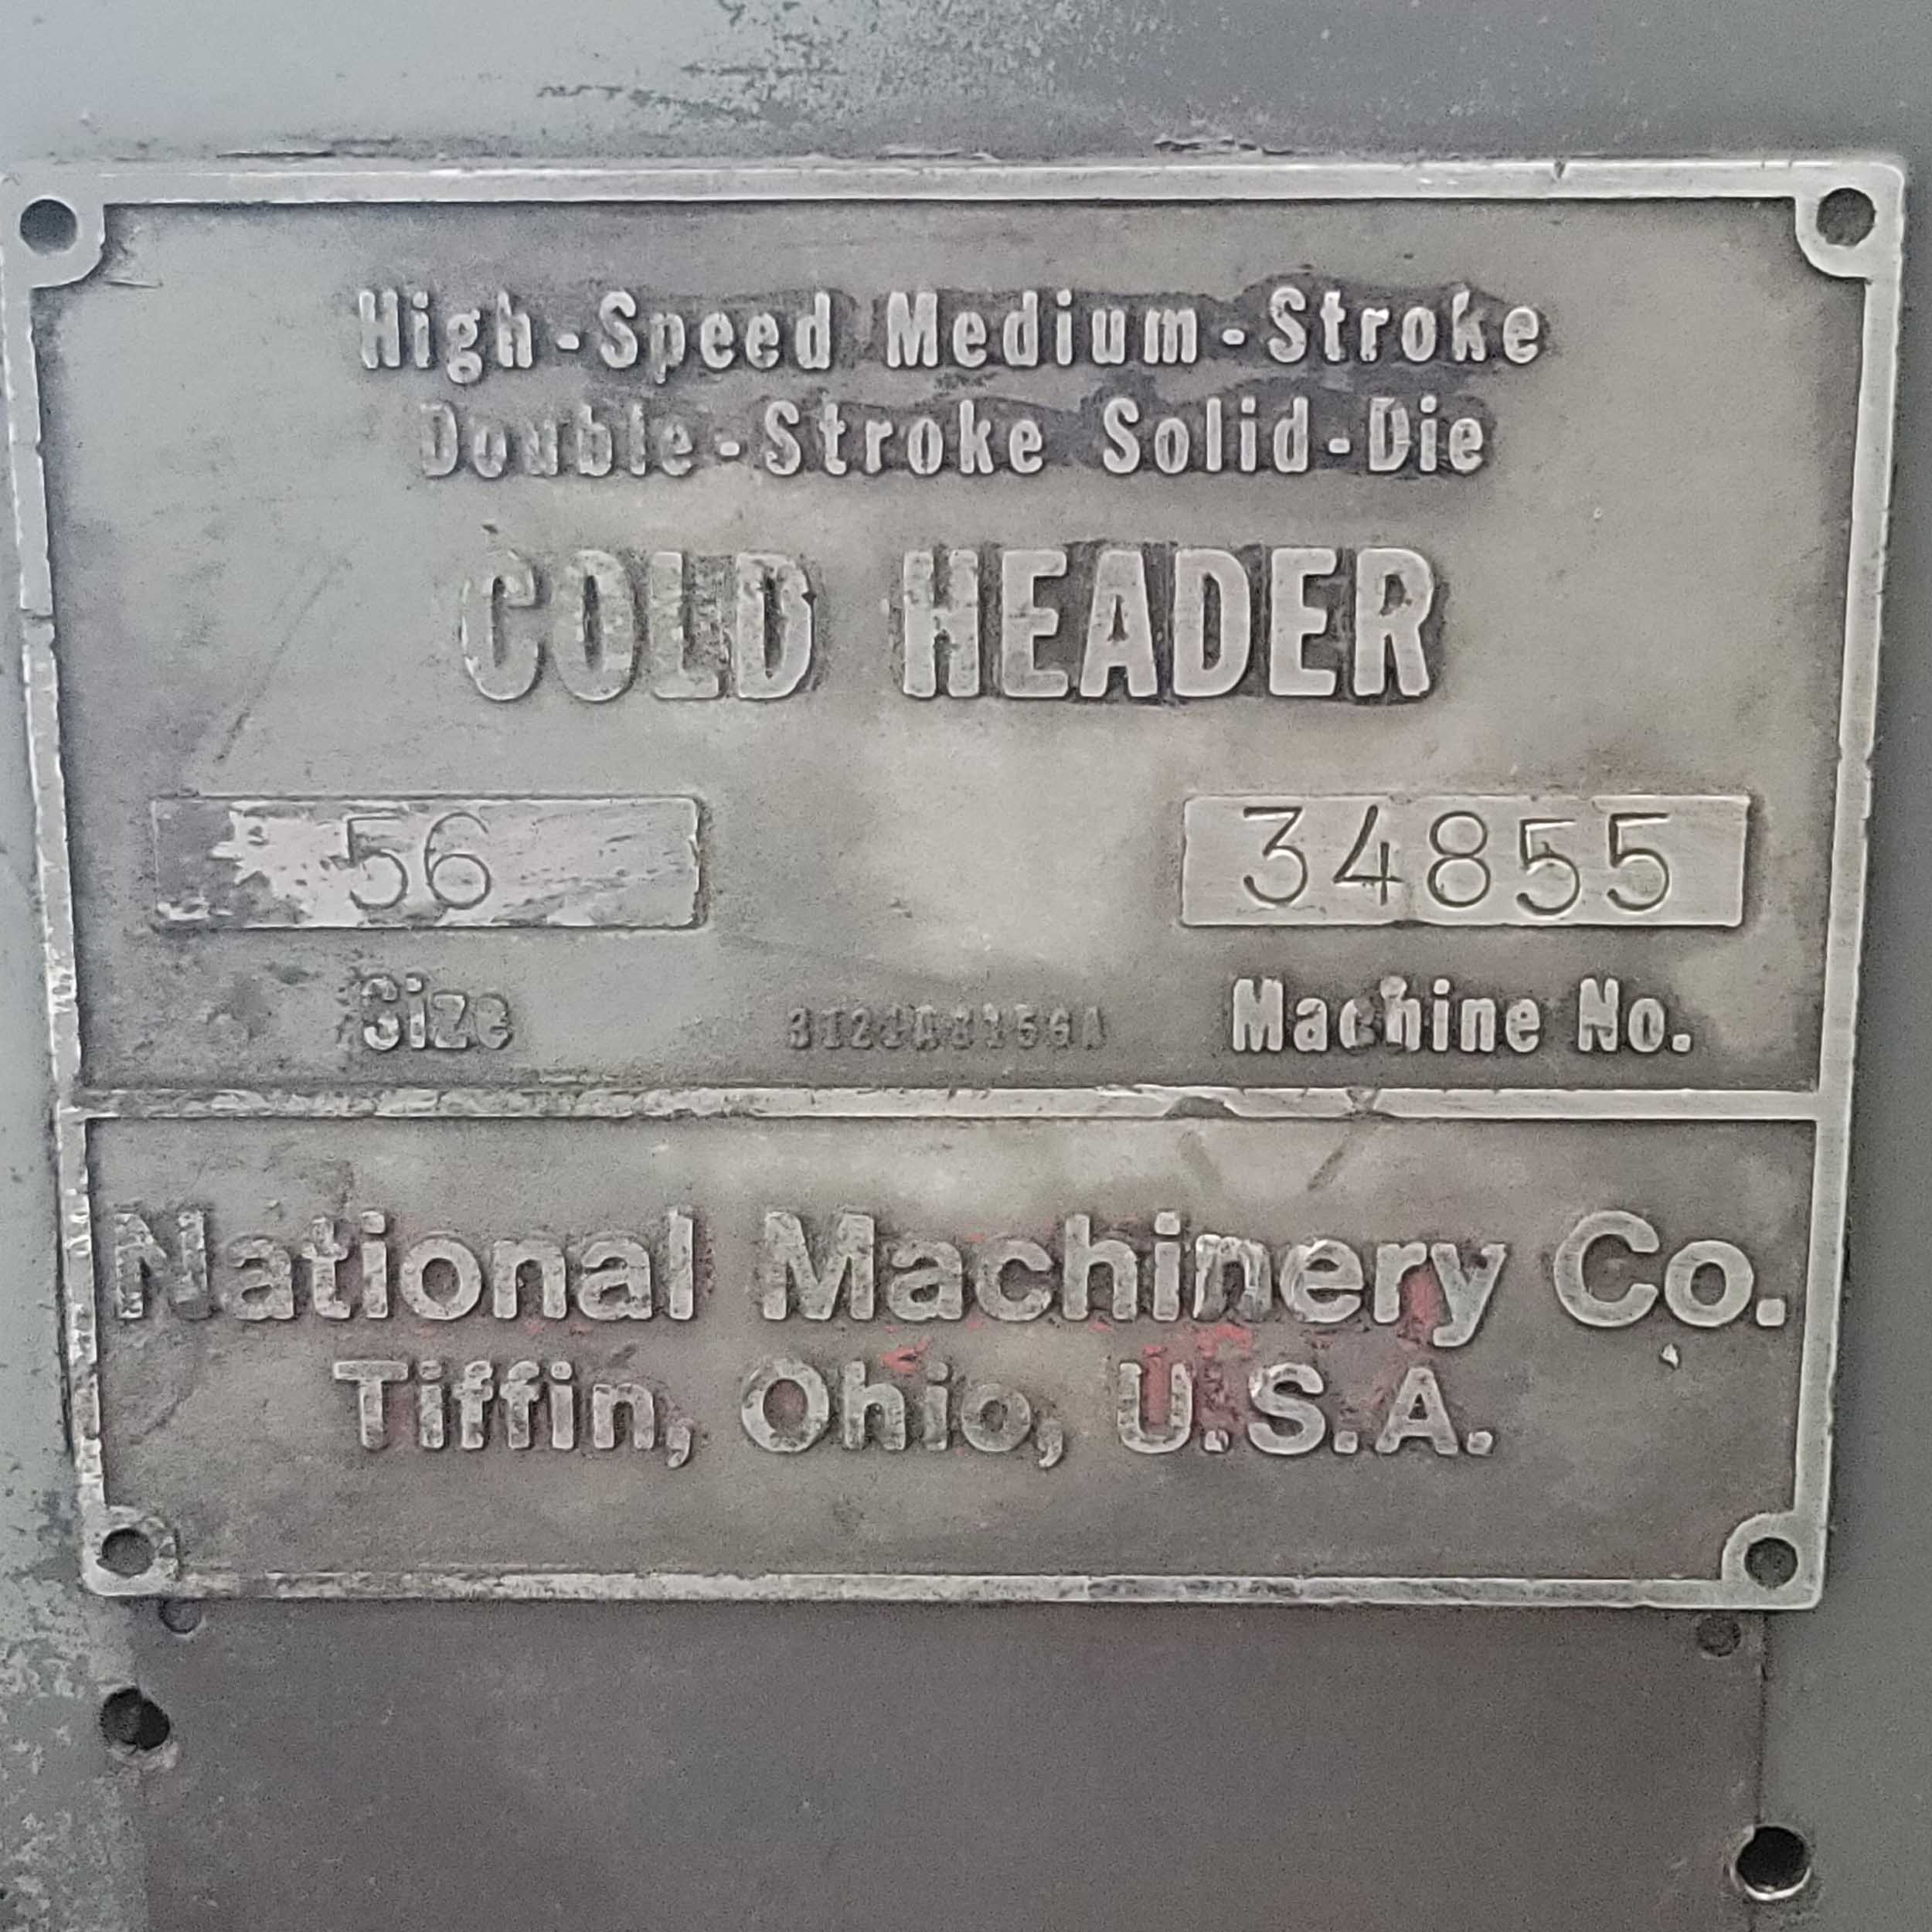 High-Speed Medium-Stroke
Double-Stroke Solid-Die
COLD HEADER
56 34855
Size Machine No.
National Machinery Co.
Tiffin, Ohio, U.S.A.